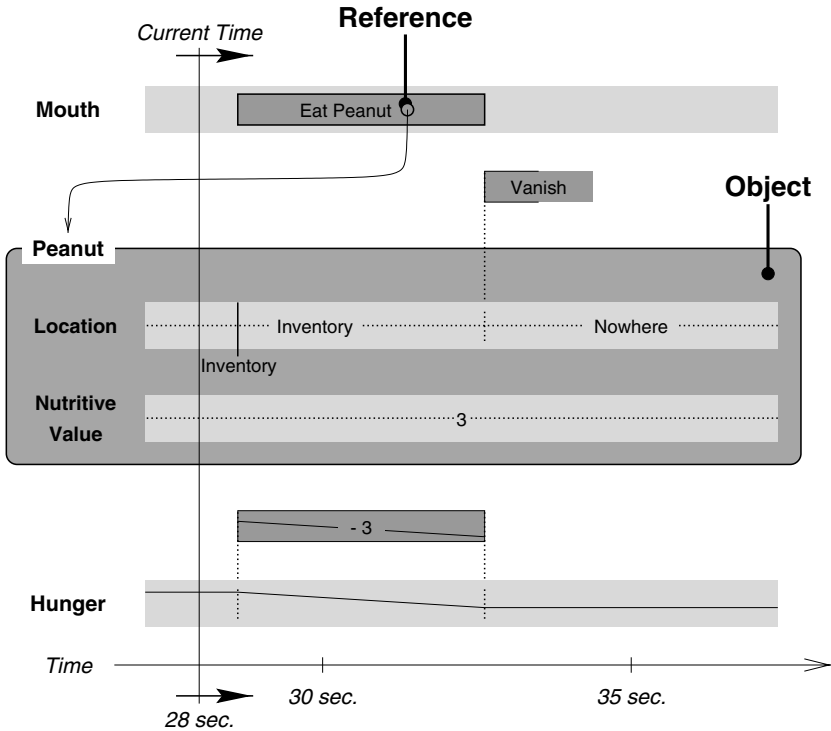 Reference
Current Time
Mouth
Eat Peanut
Vanish
Object
Peanut
Location
Inventory
Nowhere
Inventory
Nutritive
Value
3
- 3
Hunger
Time
30 sec.
35 sec.
28 sec.